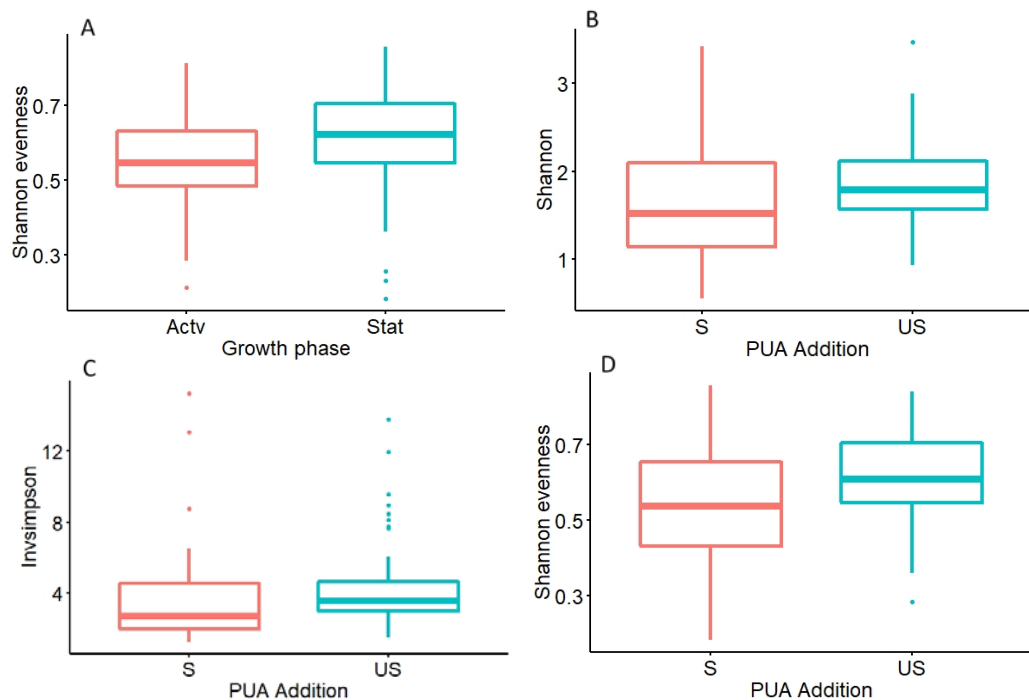 A
Shannon evenness
0.7
0.5
0.3
Actv Stat
Growth phase
B
Shannon
3
2
1
S US
PUA Addition
C
Invsimpson
12
8
4
S US
PUA Addition
D
Shannon evenness
0.7
0.5
0.3
S US
PUA Addition